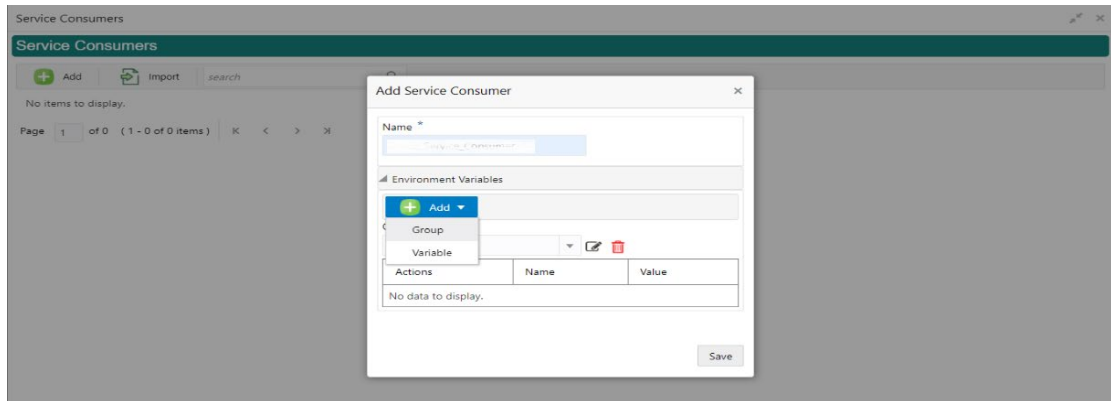 Service Consumers
Service Consumers
Add Import search
No items to display.
Page 1 of 0 (1 - 0 of 0 items)
Add Service Consumer
Name *
Environment Variables
Add
Group
Variable
Actions Name Value
No data to display.
Save